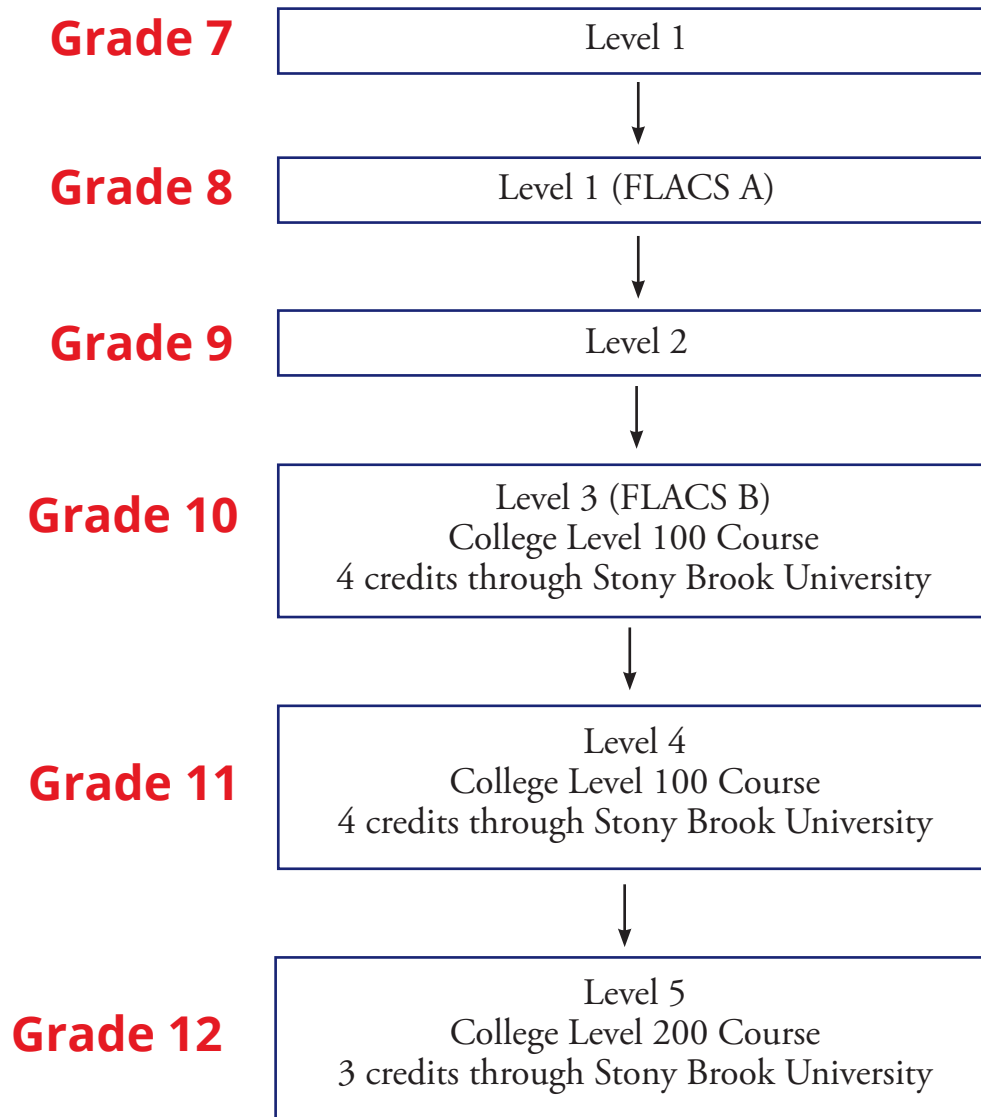 Grade 7
Level 1
Grade 8
Level 1 (FLACS A)
Grade 9
Level 2
Grade 10
Level 3 (FLACS B)
College Level 100 Course
4 credits through Stony Brook University
Grade 11
Level 4
College Level 100 Course
4 credits through Stony Brook University
Grade 12
Level 5
College Level 200 Course
3 credits through Stony Brook University